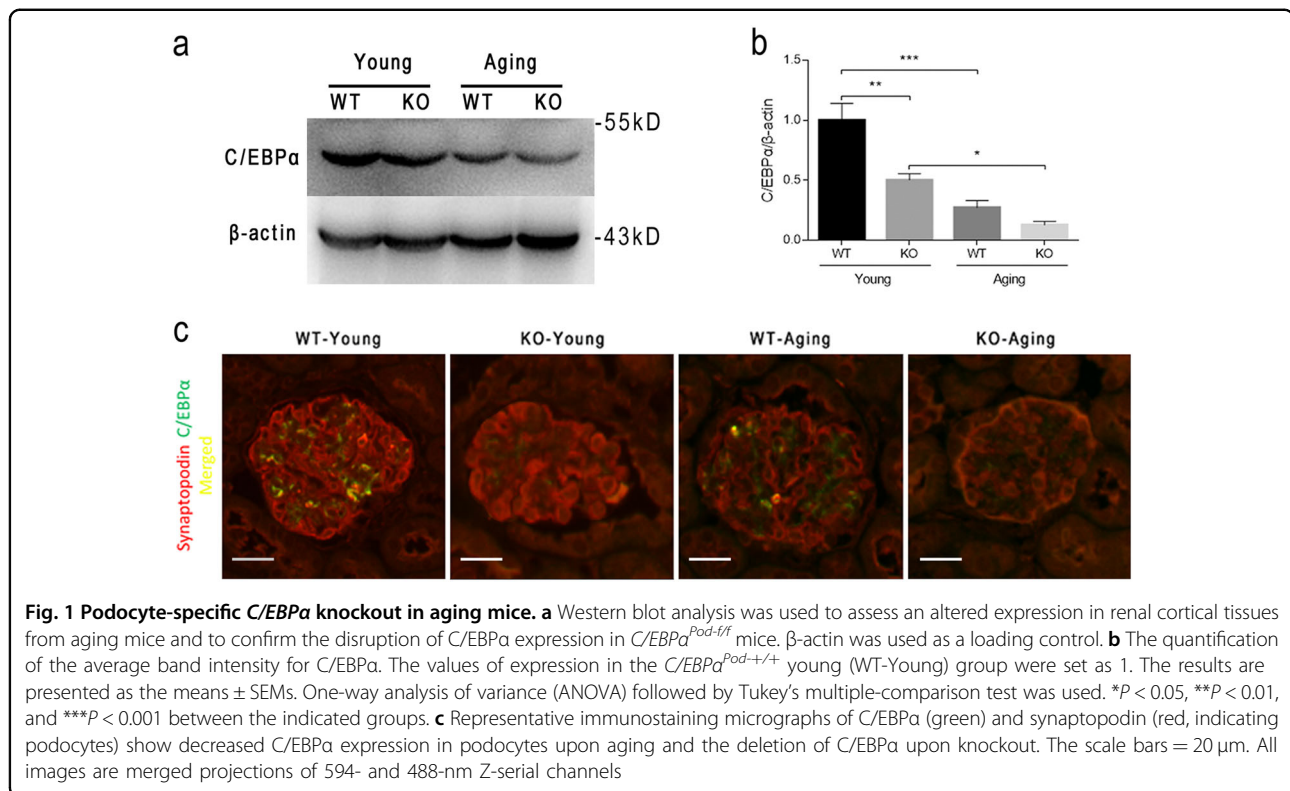 a
Young Aging
WT KO WT KO
-55kD
C/EBPα
β-actin
-43kD
b
C/EBPα/β-actin
1.5
1.0
0.5
0.0
***
**
*
WT KO WT KO
Young Aging
c
WT-Young KO-Young WT-Aging KO-Aging
Synaptopodin C/EBPα
Merged
Fig. 1 Podocyte-specific C/EBPα knockout in aging mice. a Western blot analysis was used to assess an altered expression in renal cortical tissues
from aging mice and to confirm the disruption of C/EBPα expression in C/EBPα^Pod-f/f mice. β-actin was used as a loading control. b The quantification
of the average band intensity for C/EBPα. The values of expression in the C/EBPα^Pod-+/+ young (WT-Young) group were set as 1. The results are
presented as the means ± SEMs. One-way analysis of variance (ANOVA) followed by Tukey's multiple-comparison test was used. *P < 0.05, **P < 0.01,
and ***P < 0.001 between the indicated groups. c Representative immunostaining micrographs of C/EBPα (green) and synaptopodin (red, indicating
podocytes) show decreased C/EBPα expression in podocytes upon aging and the deletion of C/EBPα upon knockout. The scale bars = 20 μm. All
images are merged projections of 594- and 488-nm Z-serial channels